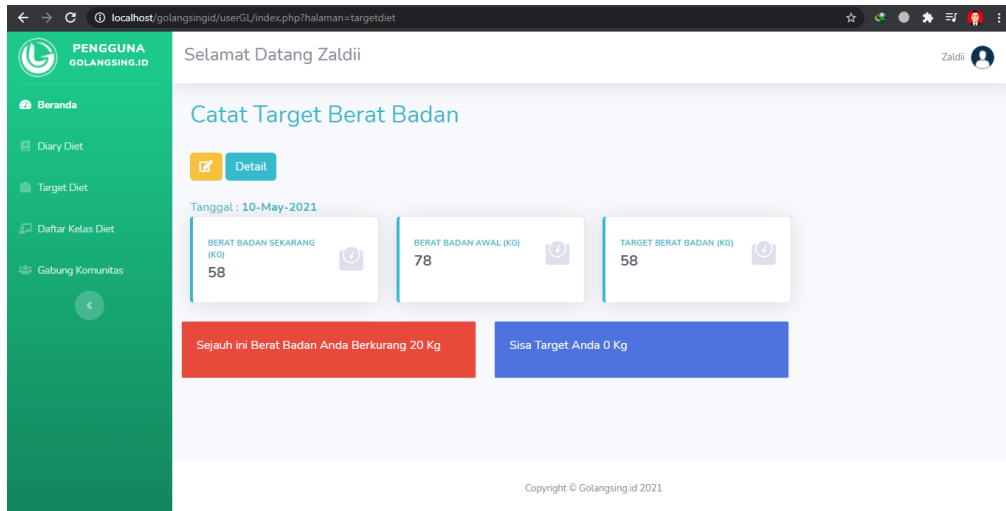 localhost/golangsingid/userGL/index.php?halaman=targetdiet
PENGGUNA
GOLANGSING.ID
Beranda
Diary Diet
Target Diet
Daftar Kelas Diet
Gabung Komunitas
Selamat Datang Zaldii
Zaldii
Catat Target Berat Badan
Detail
Tanggal : 10-May-2021
BERAT BADAN SEKARANG
(KG)
58
BERAT BADAN AWAL (KG)
78
TARGET BERAT BADAN (KG)
58
Sejauh ini Berat Badan Anda Berkurang 20 Kg
Sisa Target Anda 0 Kg
Copyright © Golangsing.id 2021